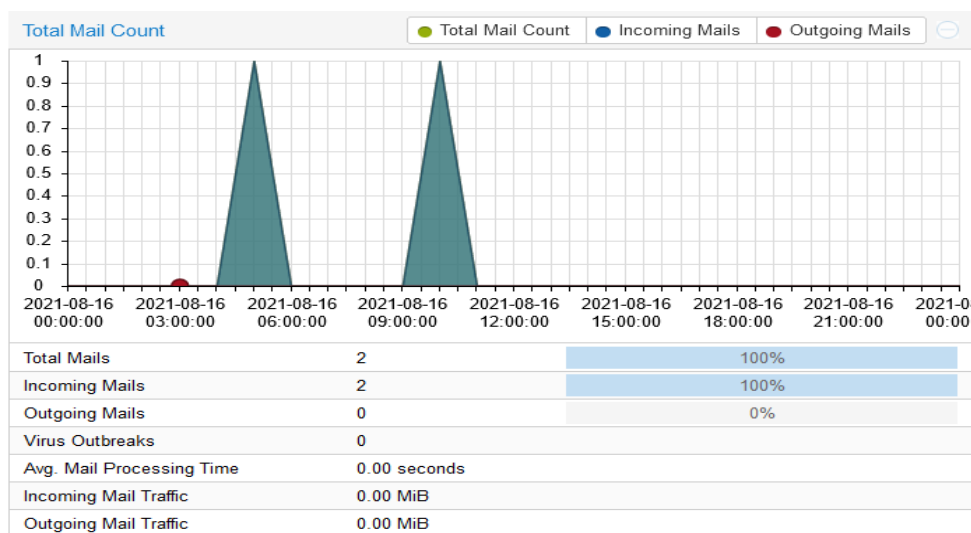 Total Mail Count Total Mail Count Incoming Mails Outgoing Mails
1
0.9
0.8
0.7
0.6
0.5
0.4
0.3
0.2
0.1
0
2021-08-16 2021-08-16 2021-08-16 2021-08-16 2021-08-16 2021-08-16 2021-08-16 2021-08-16 2021-0
00:00:00 03:00:00 06:00:00 09:00:00 12:00:00 15:00:00 18:00:00 21:00:00 00:00
Total Mails 2 100%
Incoming Mails 2 100%
Outgoing Mails 0 0%
Virus Outbreaks 0
Avg. Mail Processing Time 0.00 seconds
Incoming Mail Traffic 0.00 MiB
Outgoing Mail Traffic 0.00 MiB